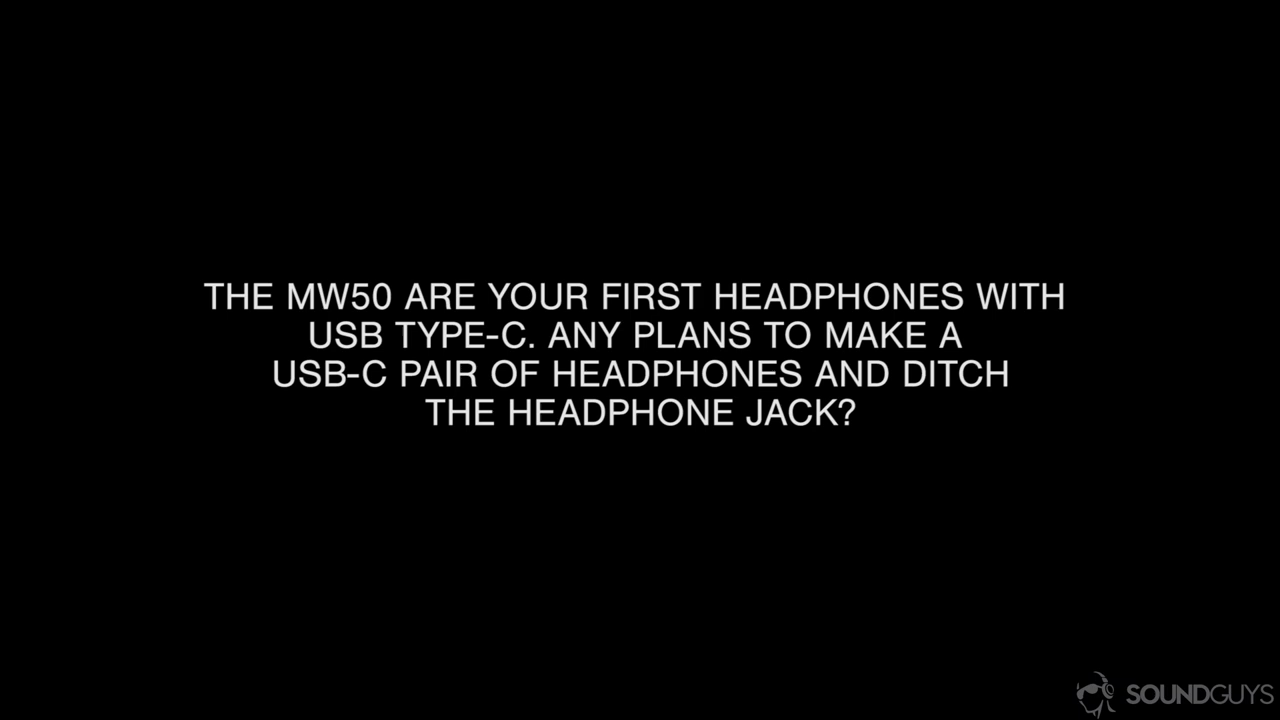 THE MW50 ARE YOUR FIRST HEADPHONES WITH
USB TYPE-C. ANY PLANS TO MAKE A
USB-C PAIR OF HEADPHONES AND DITCH
THE HEADPHONE JACK?
SOUNDGUYS